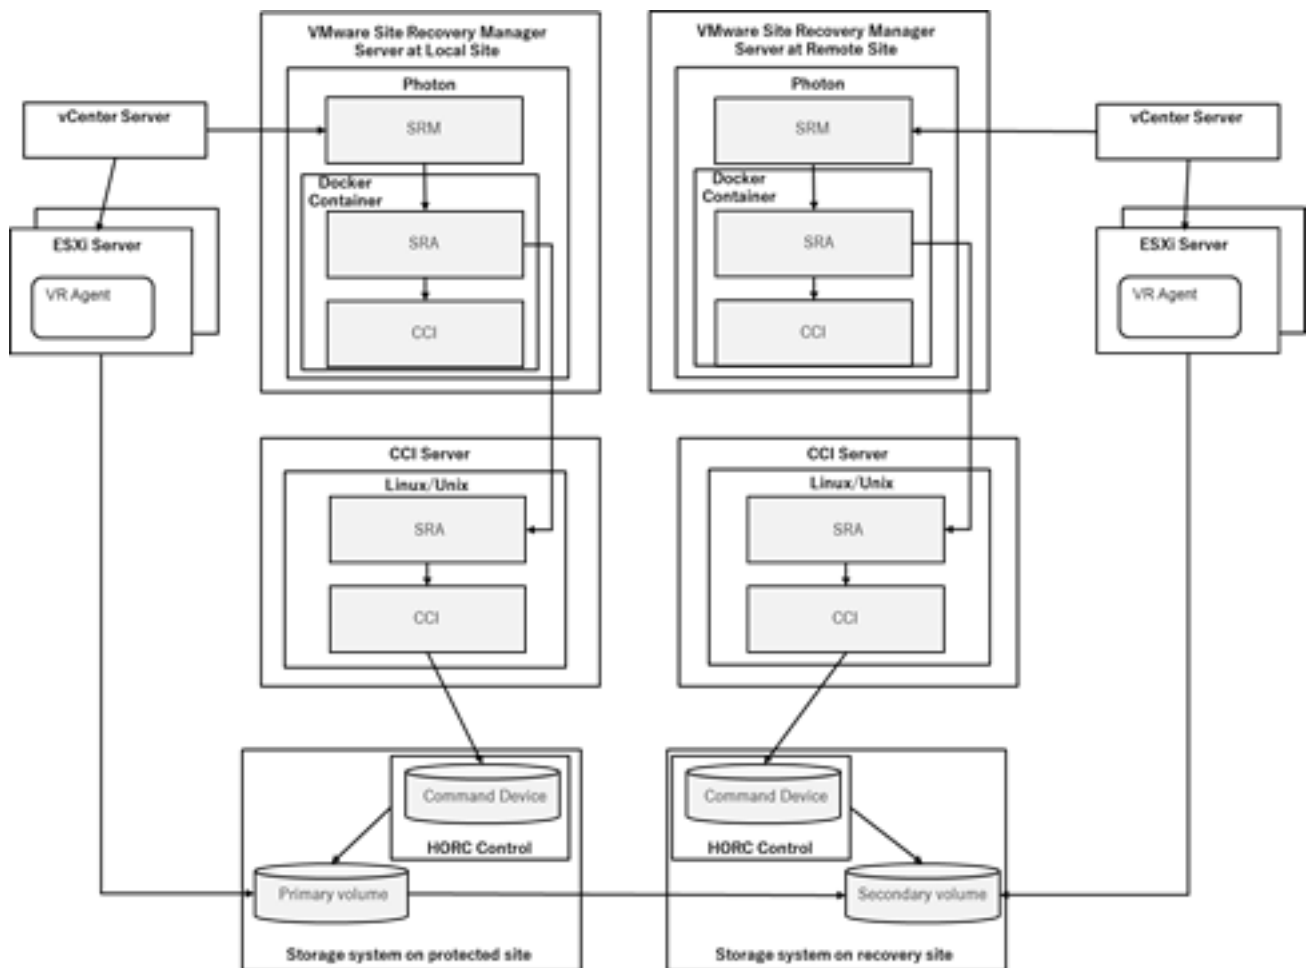 VMware Site Recovery Manager
Server at Local Site
Photon
SRM
Docker
Container
SRA
CCI
VMware Site Recovery Manager
Server at Remote Site
Photon
SRM
Docker
Container
SRA
CCI
vCenter Server
ESXi Server
VR Agent
vCenter Server
ESXi Server
VR Agent
CCI Server
Linux/Unix
SRA
CCI
CCI Server
Linux/Unix
SRA
CCI
Command Device
HORC Control
Primary volume
Storage system on protected site
Command Device
HORC Control
Secondary volume
Storage system on recovery site